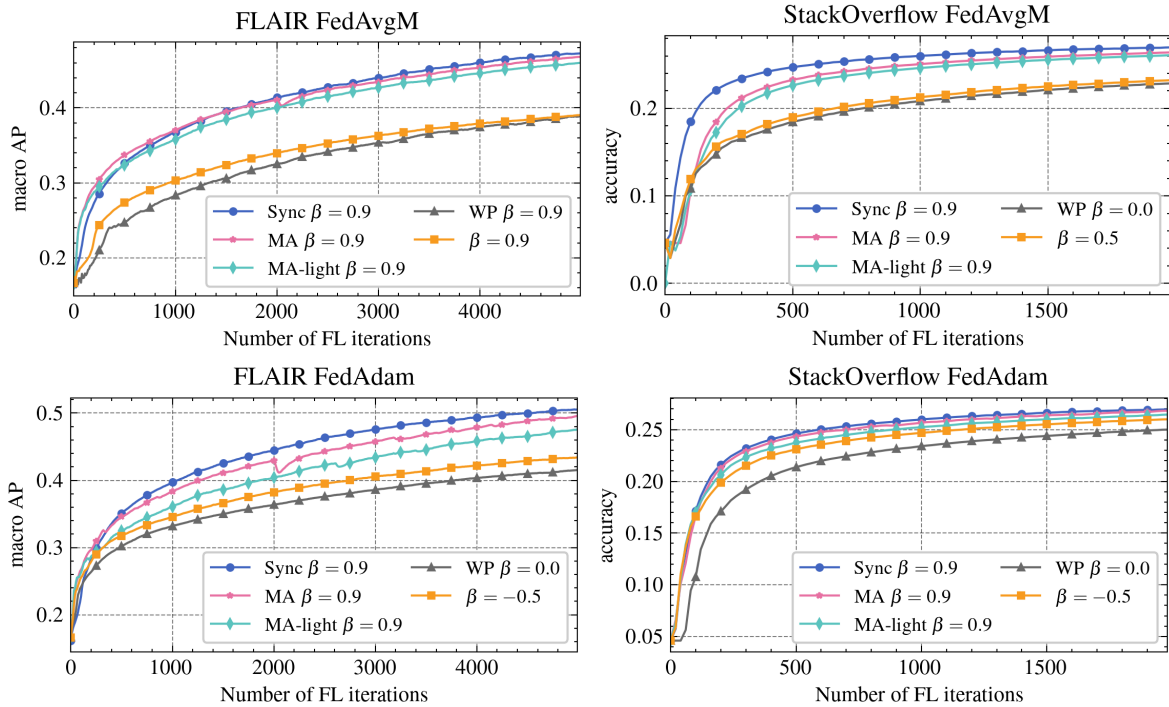 FLAIR FedAvgM
macro AP
0.4
0.3
0.2
0
1000
2000
3000
4000
Number of FL iterations
Sync β = 0.9
MA β = 0.9
MA-light β = 0.9
WP β = 0.9
β = 0.9
StackOverflow FedAvgM
accuracy
0.2
0.1
0.0
0
500
1000
1500
Number of FL iterations
Sync β = 0.9
MA β = 0.9
MA-light β = 0.9
WP β = 0.0
β = 0.5
FLAIR FedAdam
macro AP
0.5
0.4
0.3
0.2
0
1000
2000
3000
4000
Number of FL iterations
Sync β = 0.9
MA β = 0.9
MA-light β = 0.9
WP β = 0.0
β = −0.5
StackOverflow FedAdam
accuracy
0.25
0.20
0.15
0.10
0.05
0
500
1000
1500
Number of FL iterations
Sync β = 0.9
MA β = 0.9
MA-light β = 0.9
WP β = 0.0
β = −0.5